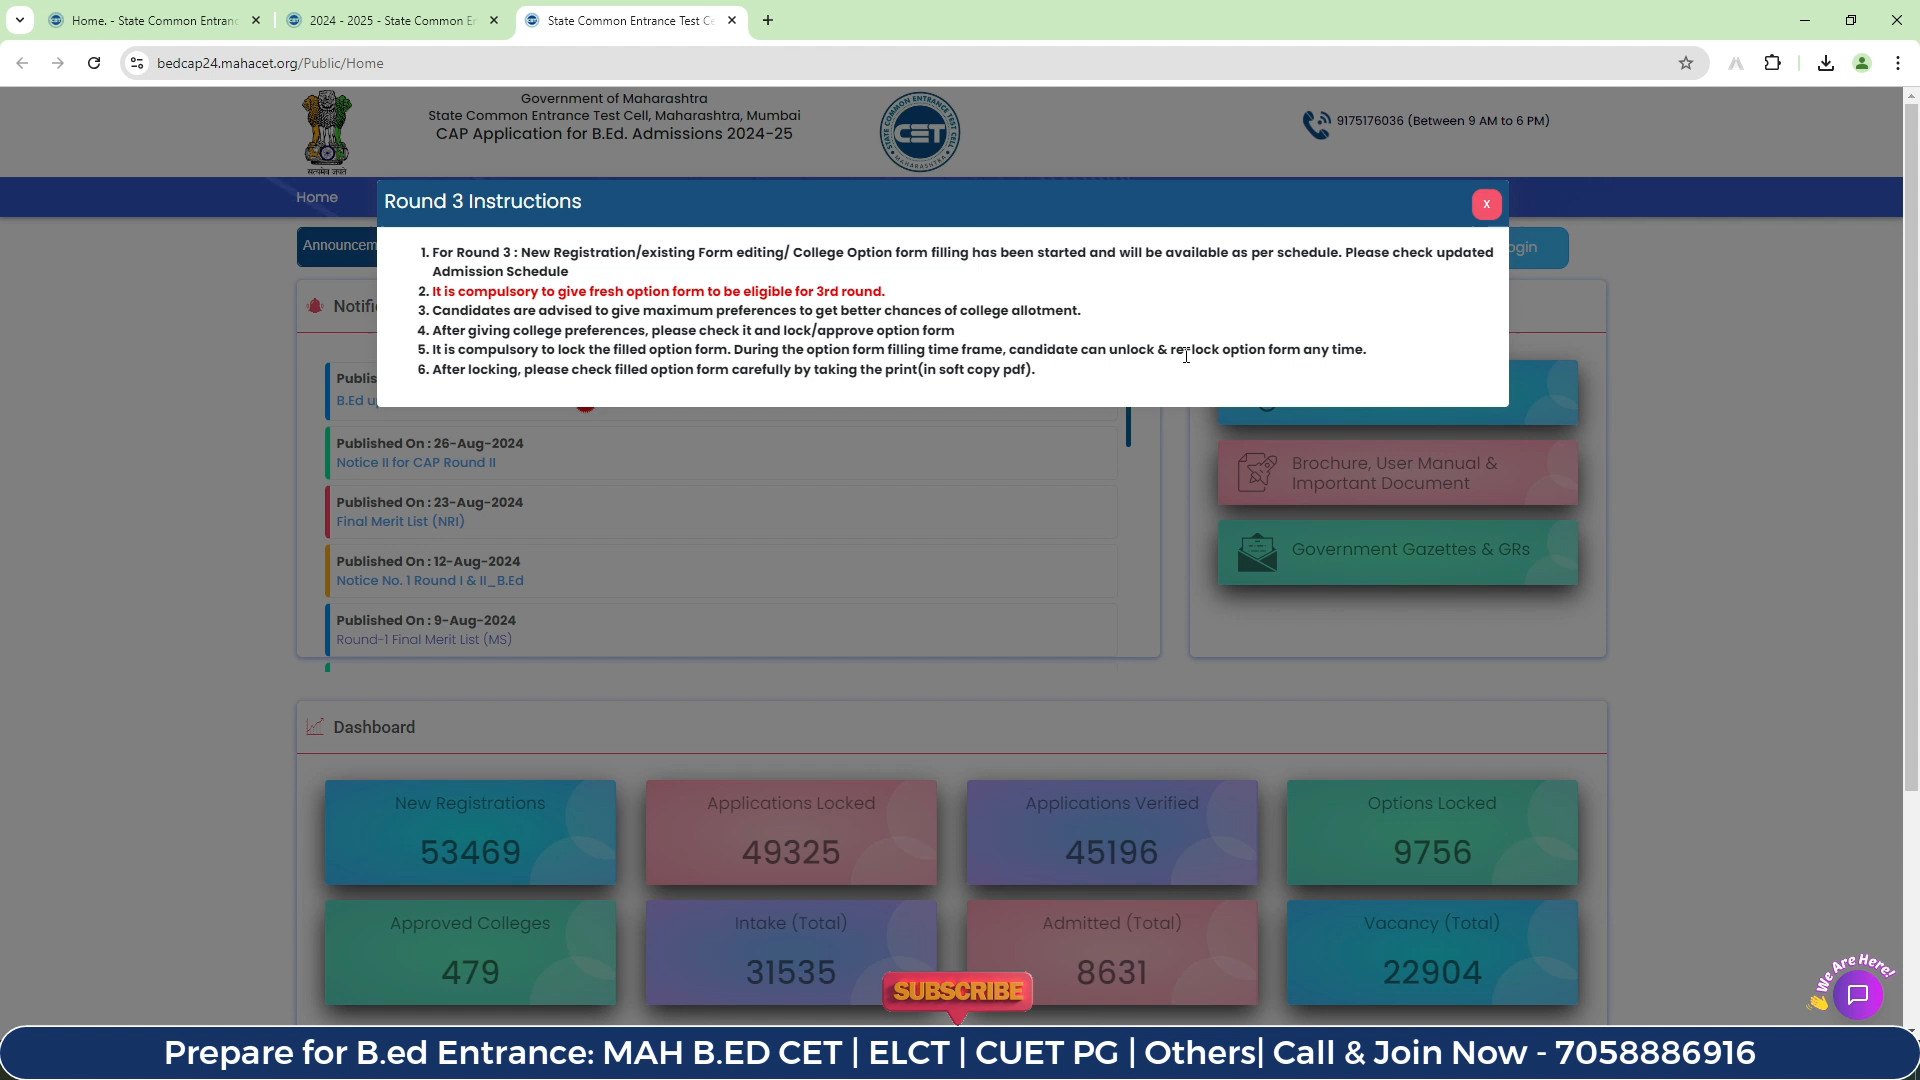 Home. - State Common Entranc
2024 - 2025 - State Common E
State Common Entrance Test Ce
bedcap24.mahacet.org/Public/Home
सत्यमेव जयते
Government of Maharashtra
State Common Entrance Test Cell, Maharashtra, Mumbai
CAP Application for B.Ed. Admissions 2024-25
STATE COMMON ENTRANCE TEST CELL
CET
MAHARASHTRA
9175176036 (Between 9 AM to 6 PM)
Home
Round 3 Instructions
X
Announcem
ogin
1. For Round 3 : New Registration/existing Form editing/ College Option form filling has been started and will be available as per schedule. Please check updated
Admission Schedule
2. It is compulsory to give fresh option form to be eligible for 3rd round.
3. Candidates are advised to give maximum preferences to get better chances of college allotment.
4. After giving college preferences, please check it and lock/approve option form
5. It is compulsory to lock the filled option form. During the option form filling time frame, candidate can unlock & re-lock option form any time.
6. After locking, please check filled option form carefully by taking the print(in soft copy pdf).
Notific
Publis
B.Ed u
Published On : 26-Aug-2024
Notice II for CAP Round II
Published On : 23-Aug-2024
Final Merit List (NRI)
Published On : 12-Aug-2024
Notice No. 1 Round I & II_B.Ed
Published On : 9-Aug-2024
Round-1 Final Merit List (MS)
Brochure, User Manual &
Important Document
Government Gazettes & GRs
Dashboard
New Registrations
53469
Applications Locked
49325
Applications Verified
45196
Options Locked
9756
Approved Colleges
479
Intake (Total)
31535
Admitted (Total)
8631
Vacancy (Total)
22904
SUBSCRIBE
We Are Here!
Prepare for B.ed Entrance: MAH B.ED CET | ELCT | CUET PG | Others| Call & Join Now - 7058886916